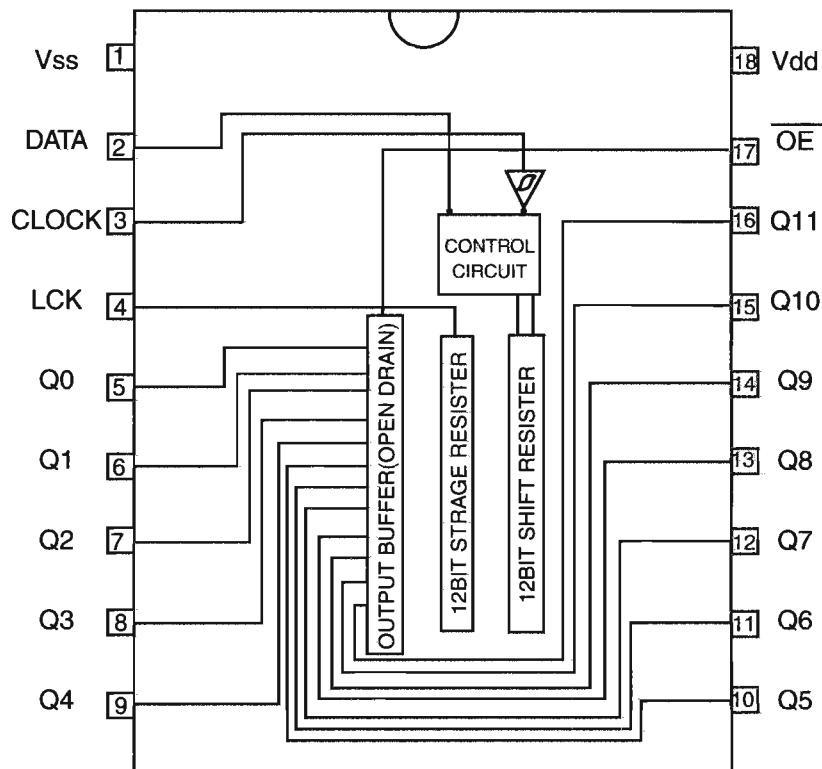 Vss 1
18 Vdd
DATA 2
17 OE
CLOCK 3
16 Q11
CONTROL
CIRCUIT
LCK 4
15 Q10
Q0 5
14 Q9
Q1 6
13 Q8
Q2 7
12 Q7
Q3 8
11 Q6
Q4 9
10 Q5
OUTPUT BUFFER(OPEN DRAIN)
12BIT STRAGE RESISTER
12BIT SHIFT RESISTER